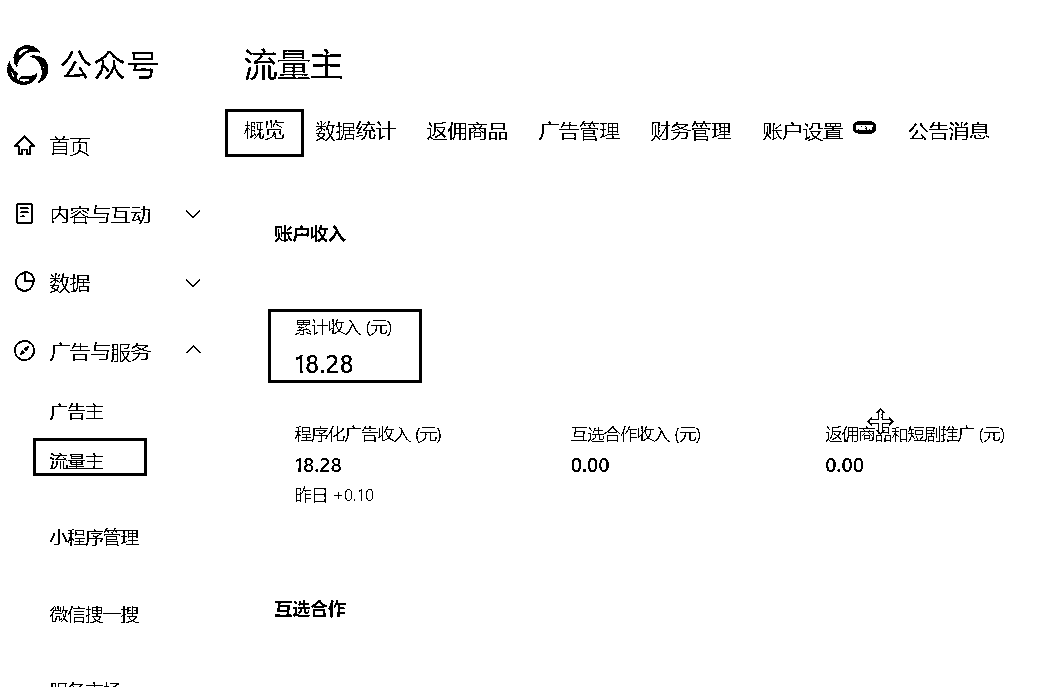 公众号
流量主
首页
内容与互动
数据
广告与服务
广告主
流量主
小程序管理
微信搜一搜
概览 数据统计 返佣商品 广告管理 财务管理 账户设置 NEW 公告消息
账户收入
累计收入 (元)
18.28
程序化广告收入 (元) 互选合作收入 (元) 返佣商品和短剧推广 (元)
18.28 0.00 0.00
昨日 +0.10
互选合作